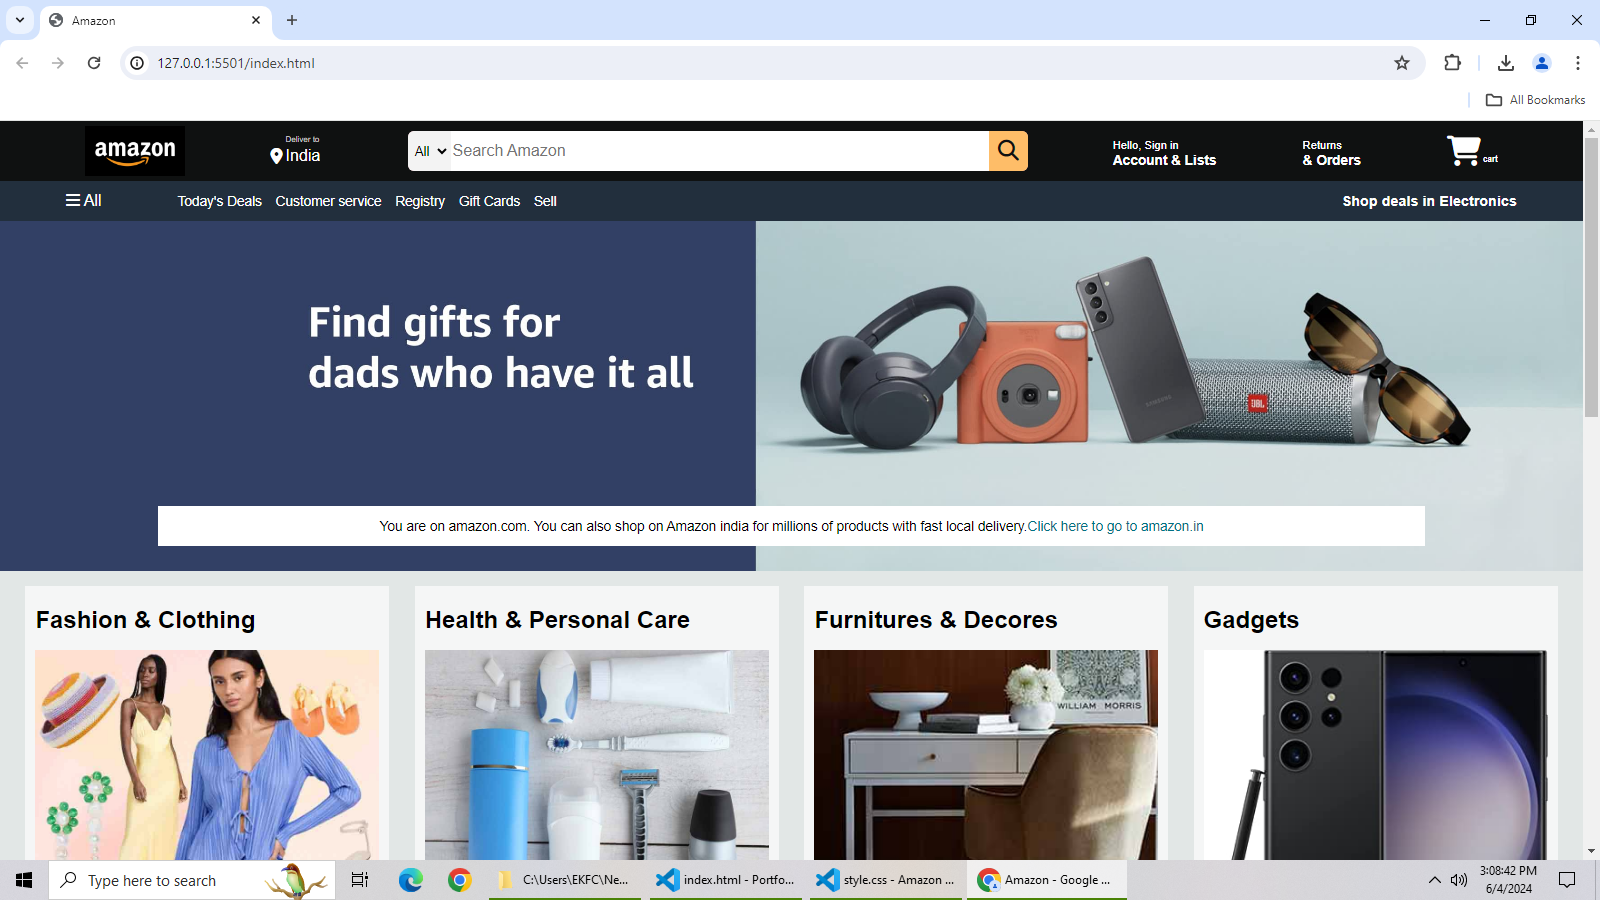 Amazon
127.0.0.1:5501/index.html
All Bookmarks
amazon
Deliver to
India
All
Search Amazon
Hello, Sign in
Account & Lists
Returns
& Orders
cart
All
Today's Deals
Customer service
Registry
Gift Cards
Sell
Shop deals in Electronics
Find gifts for
dads who have it all
SAMSUNG
JBL
You are on amazon.com. You can also shop on Amazon india for millions of products with fast local delivery.Click here to go to amazon.in
Fashion & Clothing
Health & Personal Care
Furnitures & Decores
Gadgets
WILLIAM MORRIS
Type here to search
C:\Users\EKFC\Ne...
index.html - Portfo...
style.css - Amazon ...
Amazon - Google ...
3:08:42 PM
6/4/2024